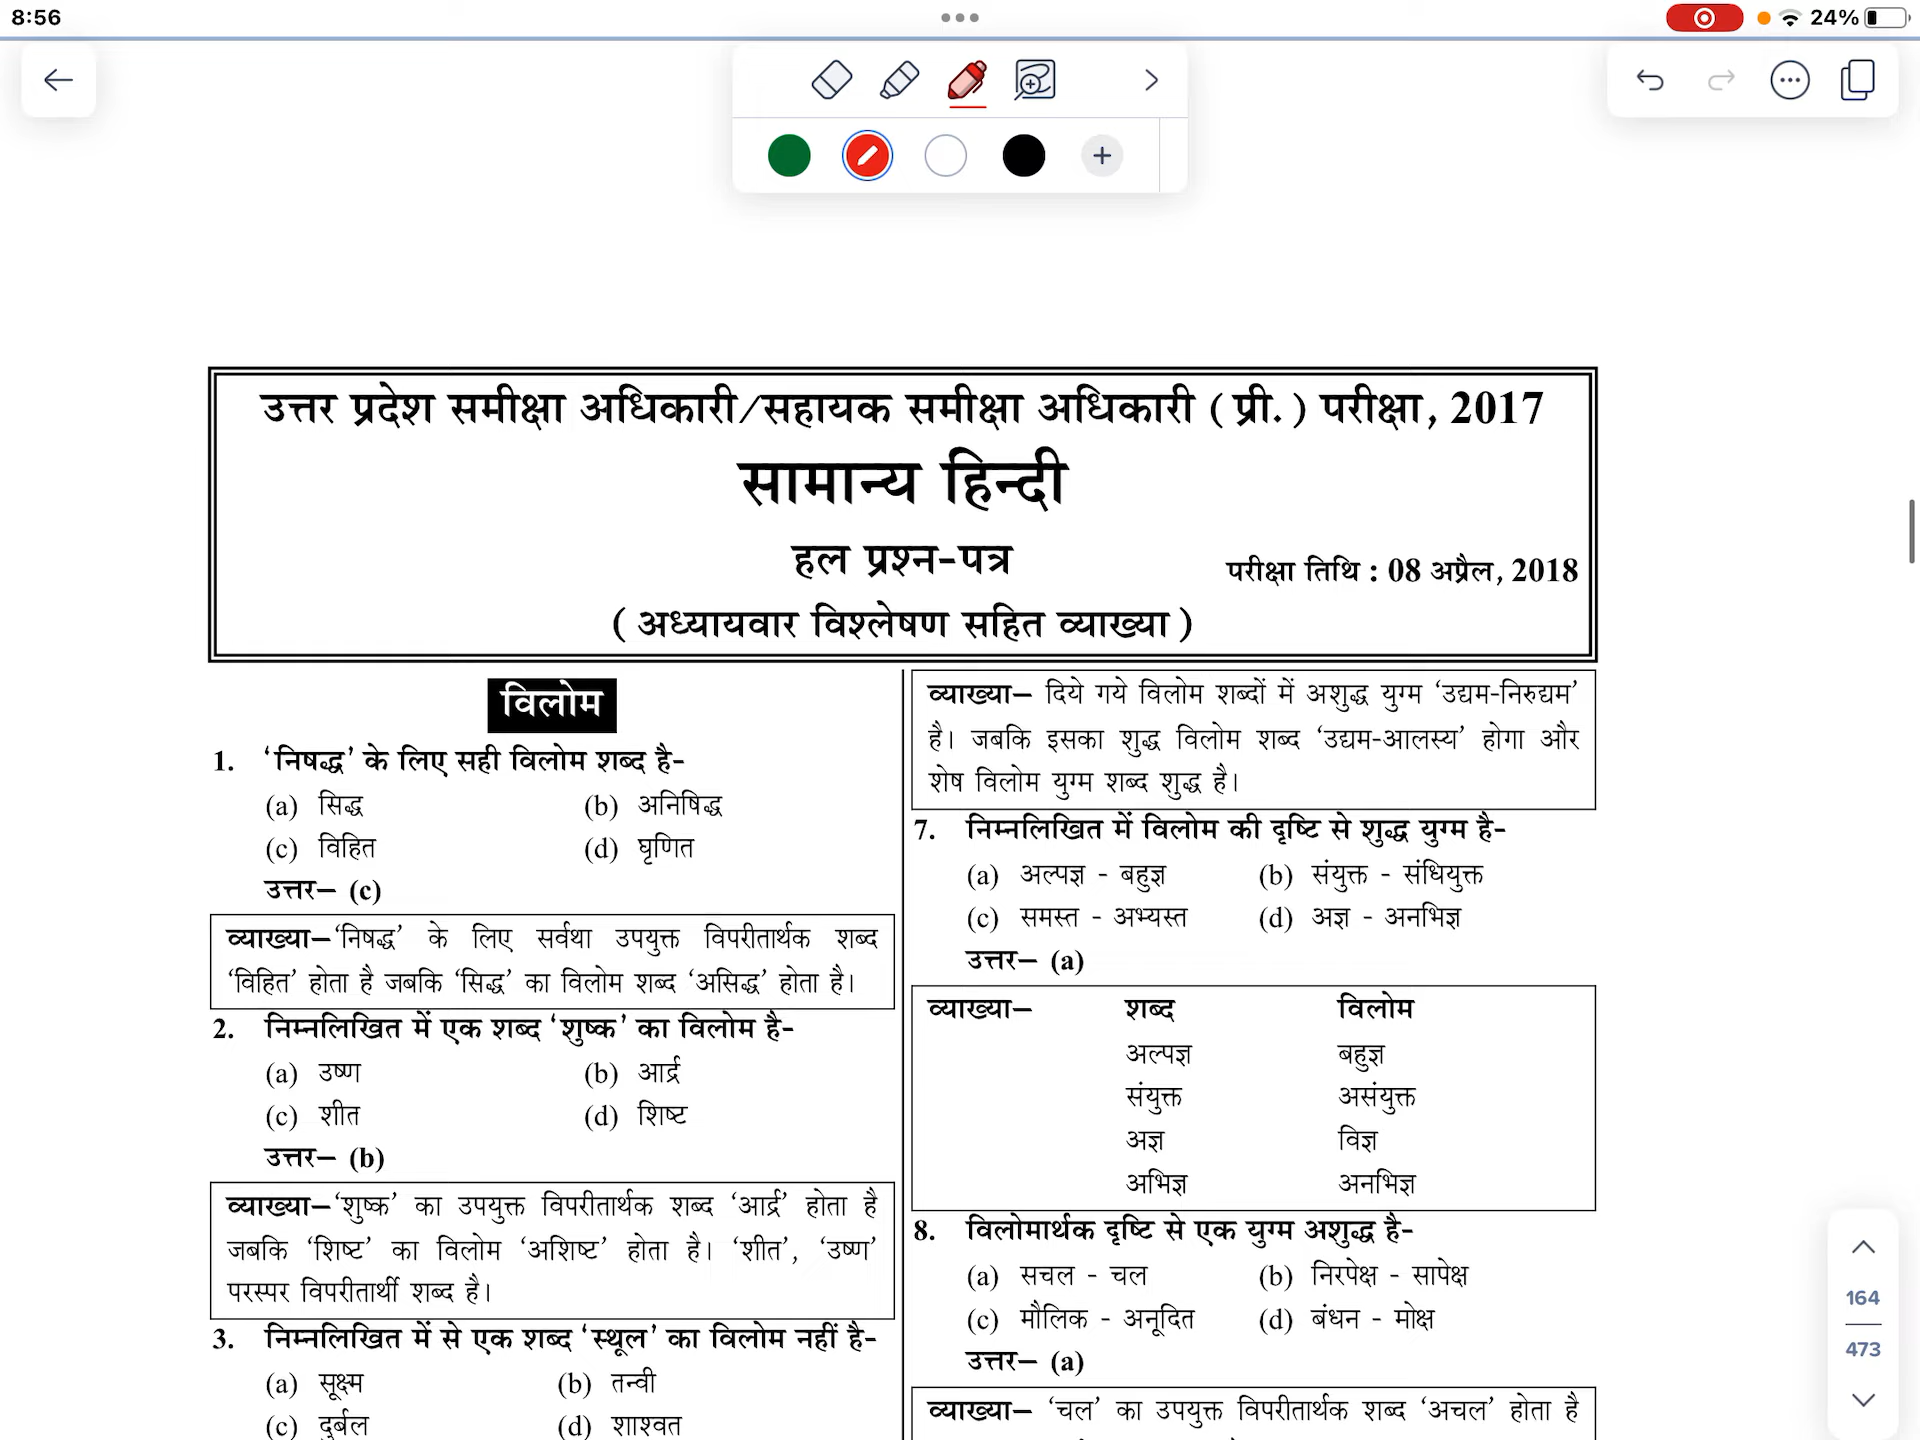 8:56
24%
उत्तर प्रदेश समीक्षा अधिकारी/सहायक समीक्षा अधिकारी (प्री.) परीक्षा, 2017
सामान्य हिन्दी
हल प्रश्न-पत्र
परीक्षा तिथि : 08 अप्रैल, 2018
(अध्यायवार विश्लेषण सहित व्याख्या)
विलोम
1. ‘निषद्ध’ के लिए सही विलोम शब्द है-
(a) सिद्ध (b) अनिषिद्ध
(c) विहित (d) घृणित
उत्तर– (c)
व्याख्या–‘निषद्ध’ के लिए सर्वथा उपयुक्त विपरीतार्थक शब्द
‘विहित’ होता है जबकि ‘सिद्ध’ का विलोम शब्द ‘असिद्ध’ होता है।
2. निम्नलिखित में एक शब्द ‘शुष्क’ का विलोम है-
(a) उष्ण (b) आर्द्र
(c) शीत (d) शिष्ट
उत्तर– (b)
व्याख्या–‘शुष्क’ का उपयुक्त विपरीतार्थक शब्द ‘आर्द्र’ होता है
जबकि ‘शिष्ट’ का विलोम ‘अशिष्ट’ होता है। ‘शीत’, ‘उष्ण’
परस्पर विपरीतार्थी शब्द है।
3. निम्नलिखित में से एक शब्द ‘स्थूल’ का विलोम नहीं है-
(a) सूक्ष्म (b) तन्वी
(c) दुर्बल (d) शाश्वत
व्याख्या– दिये गये विलोम शब्दों में अशुद्ध युग्म ‘उद्यम-निरुद्यम’
है। जबकि इसका शुद्ध विलोम शब्द ‘उद्यम-आलस्य’ होगा और
शेष विलोम युग्म शब्द शुद्ध है।
7. निम्नलिखित में विलोम की दृष्टि से शुद्ध युग्म है-
(a) अल्पज्ञ - बहुज्ञ (b) संयुक्त - संधियुक्त
(c) समस्त - अभ्यस्त (d) अज्ञ - अनभिज्ञ
उत्तर– (a)
व्याख्या– शब्द विलोम
अल्पज्ञ बहुज्ञ
संयुक्त असंयुक्त
अज्ञ विज्ञ
अभिज्ञ अनभिज्ञ
8. विलोमार्थक दृष्टि से एक युग्म अशुद्ध है-
(a) सचल - चल (b) निरपेक्ष - सापेक्ष
(c) मौलिक - अनूदित (d) बंधन - मोक्ष
उत्तर– (a)
व्याख्या– ‘चल’ का उपयुक्त विपरीतार्थक शब्द ‘अचल’ होता है
164
473